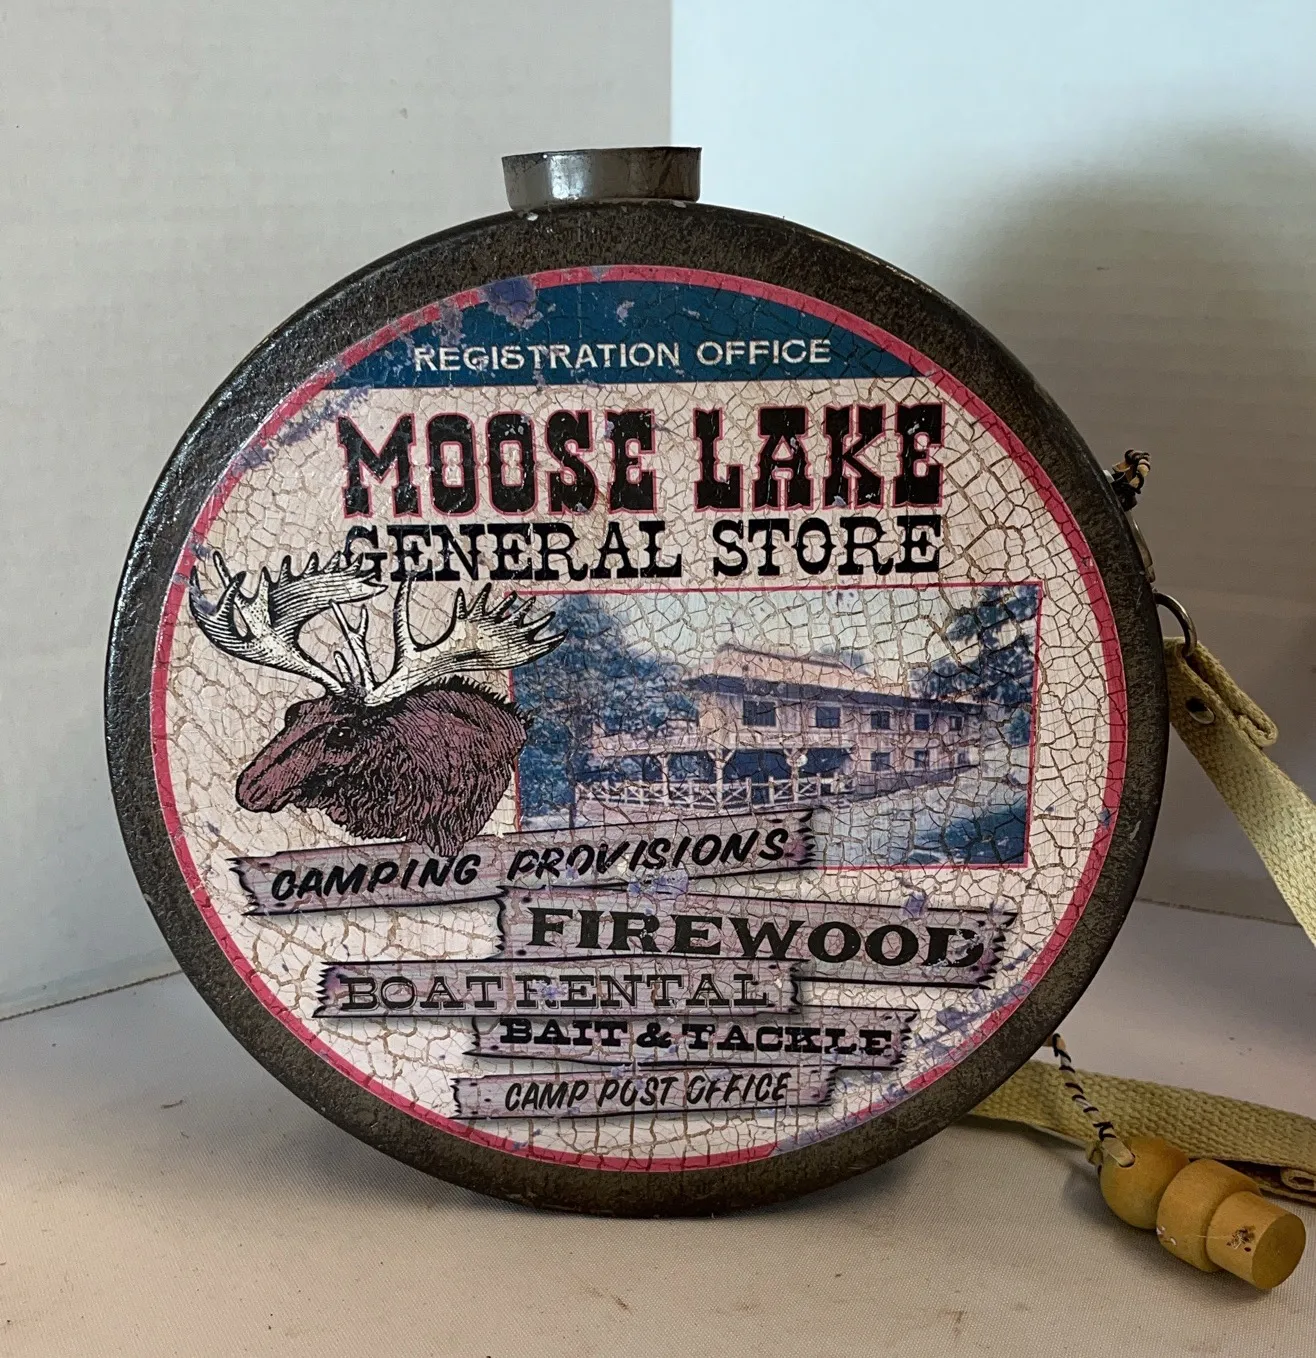 REGISTRATION OFFICE
MOOSE LAKE
GENERAL STORE
CAMPING PROVISIONS
FIREWOOD
BOAT RENTAL
BAIT & TACKLE
CAMP POST OFFICE